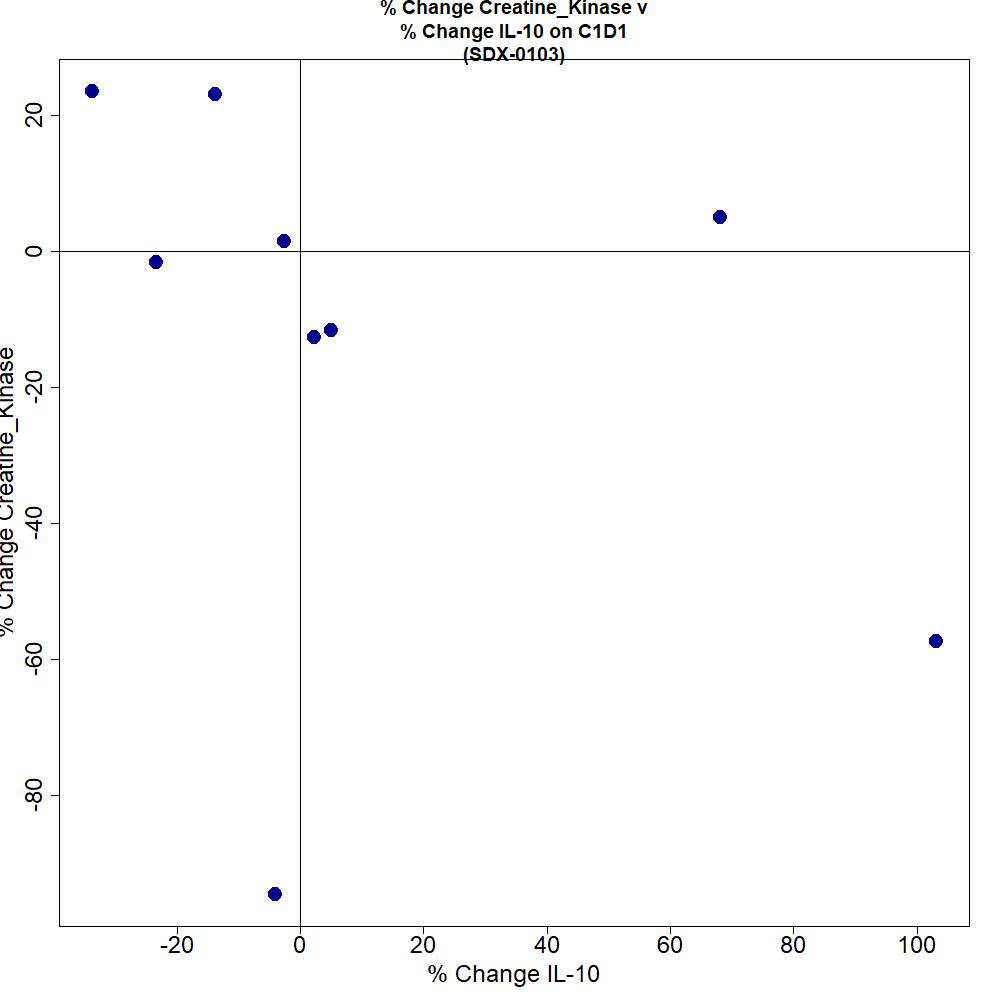 % Change Creatine_Kinase v
% Change IL-10 on C1D1
(SDX-0103)
20
0
-20
-40
-60
-80
% Change Creatine_Kinase
-20
0
20
40
60
80
100
% Change IL-10